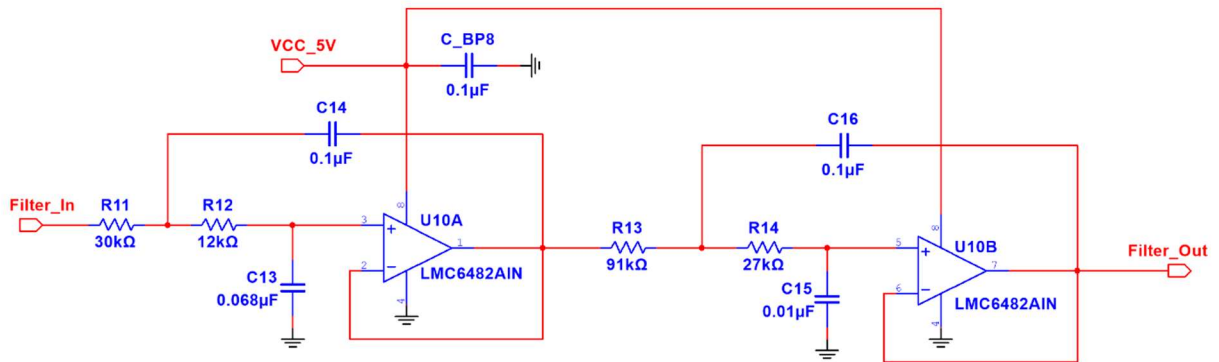 VCC_5V
C_BP8
0.1µF
C14
0.1µF
C16
0.1µF
Filter_In
R11
30kΩ
R12
12kΩ
3
8
U10A
1
2
4
LMC6482AIN
C13
0.068µF
R13
91kΩ
R14
27kΩ
5
8
U10B
7
6
4
LMC6482AIN
C15
0.01µF
Filter_Out